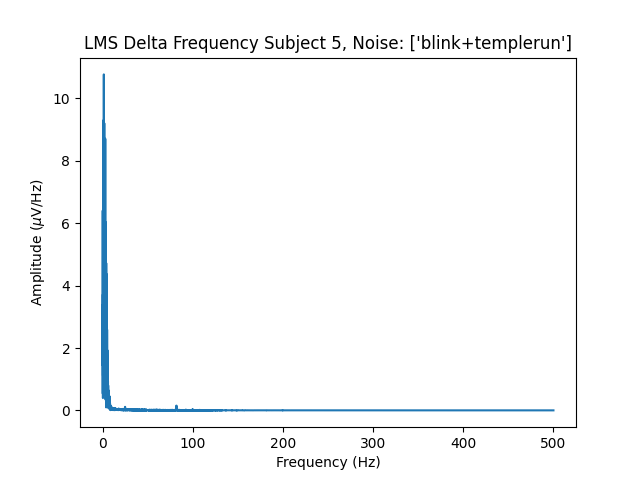 LMS Delta Frequency Subject 5, Noise: ['blink+templerun']
Amplitude (μV/Hz)
10
8
6
4
2
0
0 100 200 300 400 500
Frequency (Hz)